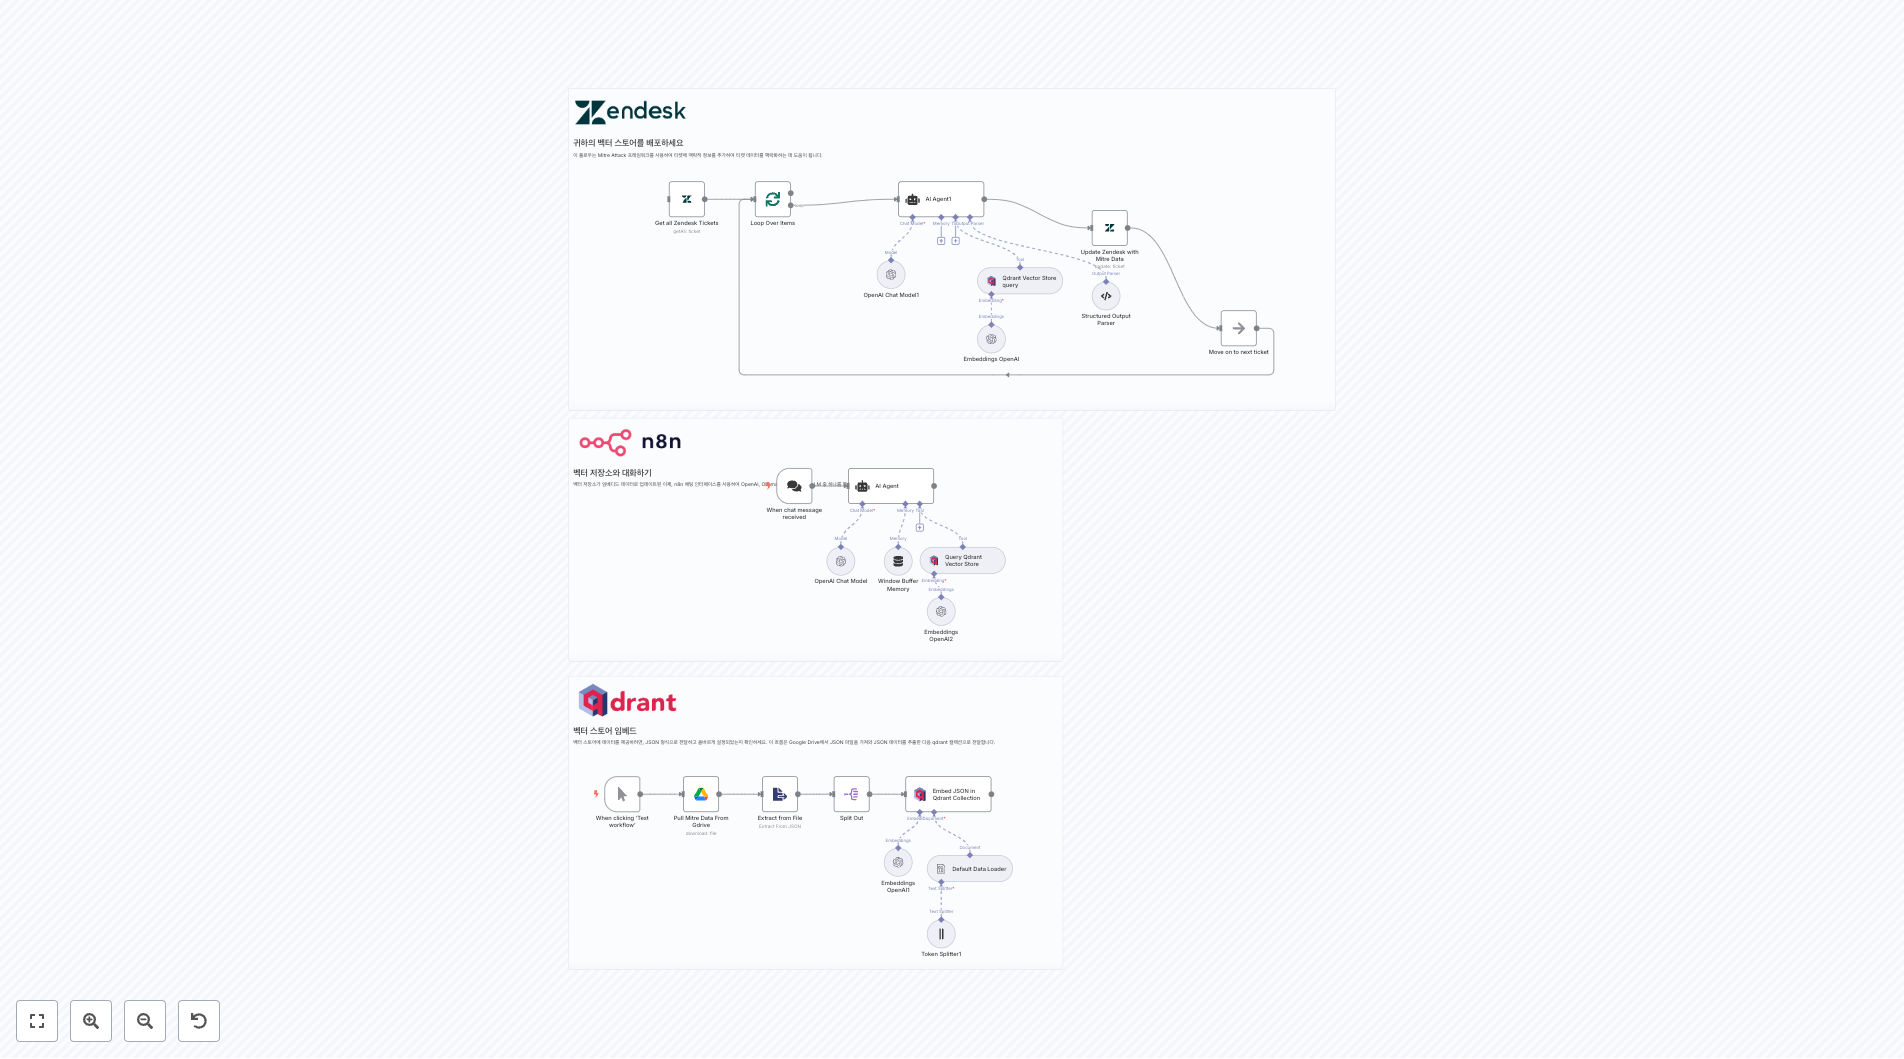 zendesk
귀하의 벡터 스토어를 배포하세요
이 플로우는 Mitre Attack 프레임워크를 사용하여 티켓에 맥락적 정보를 추가하여 티켓 데이터를 맥락화하는 데 도움이 됩니다.
Get all Zendesk Tickets
getAll: ticket
Loop Over Items
loop
AI Agent1
Chat Model*
Memory
Tool
Output Parser
Model
OpenAI Chat Model1
Tool
Qdrant Vector Store
query
Embedding*
Embeddings
Embeddings OpenAI
Update Zendesk with
Mitre Data
update: ticket
Output Parser
Structured Output
Parser
Move on to next ticket
n8n
벡터 저장소와 대화하기
벡터 저장소가 임베디드 데이터로 업데이트된 이제, n8n 채팅 인터페이스를 사용하여 OpenAI,
When chat message
received
AI Agent
Chat Model*
Memory
Tool
Model
OpenAI Chat Model
Memory
Window Buffer
Memory
Tool
Query Qdrant
Vector Store
Embedding*
Embeddings
Embeddings
OpenAI2
qdrant
벡터 스토어 임베드
벡터 스토어에 데이터를 제공하려면, JSON 형식으로 전달하고 올바르게 설정되었는지 확인하세요. 이 흐름은 Google Drive에서 JSON 파일을 가져와 JSON 데이터를 추출한 다음 qdrant 컬렉션으로 전달합니다.
When clicking 'Test
workflow'
Pull Mitre Data From
Gdrive
download: file
Extract from File
Extract From JSON
Split Out
Embed JSON in
Qdrant Collection
Document*
Embeddings
Embeddings
OpenAI1
Document
Default Data Loader
Text Splitter*
Text Splitter
Token Splitter1